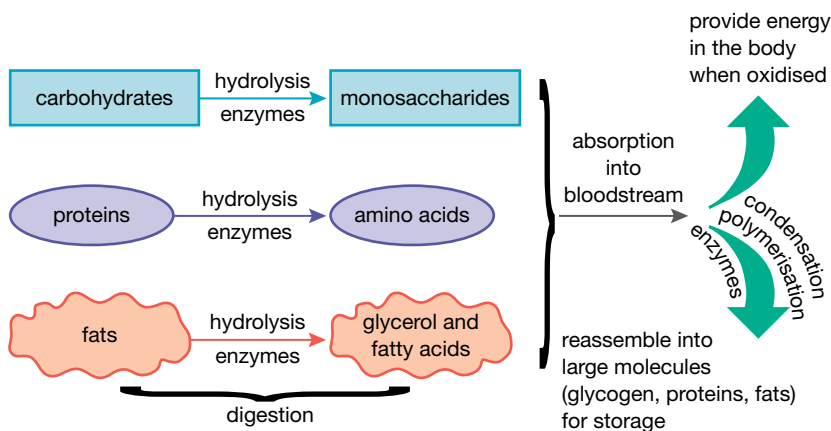 provide energy
in the body
when oxidised
carbohydrates
hydrolysis
enzymes
monosaccharides
absorption
into
bloodstream
proteins
hydrolysis
enzymes
amino acids
condensation
polymerisation
enzymes
fats
hydrolysis
enzymes
glycerol and
fatty acids
reassemble into
large molecules
(glycogen, proteins, fats)
for storage
digestion